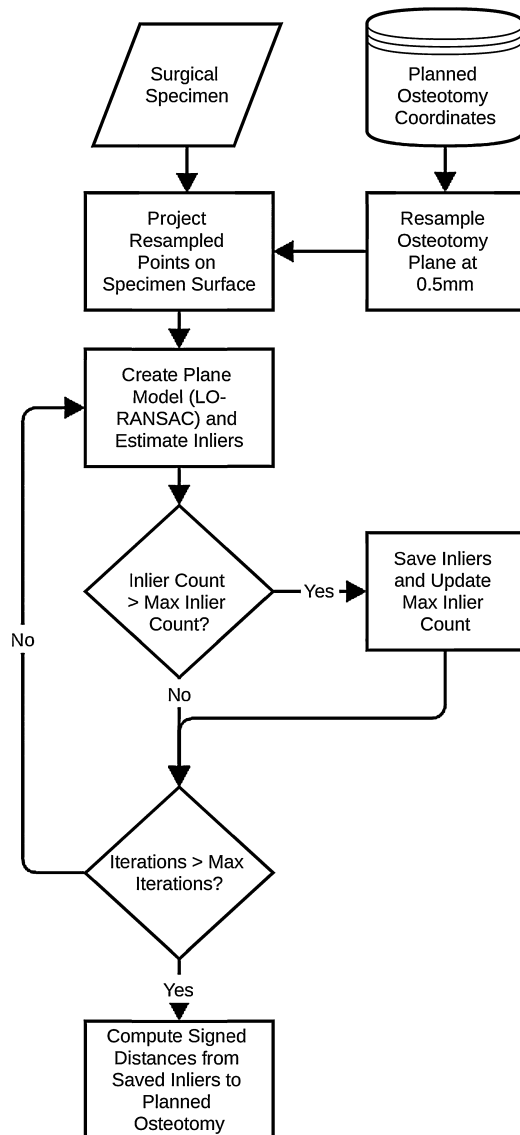 Surgical
Specimen
Planned
Osteotomy
Coordinates
Project
Resampled
Points on
Specimen Surface
Resample
Osteotomy
Plane at
0.5mm
Create Plane
Model (LO-
RANSAC) and
Estimate Inliers
Inlier Count
> Max Inlier
Count?
Yes
Save Inliers
and Update
Max Inlier
Count
No
No
Iterations > Max
Iterations?
Yes
Compute Signed
Distances from
Saved Inliers to
Planned
Osteotomy